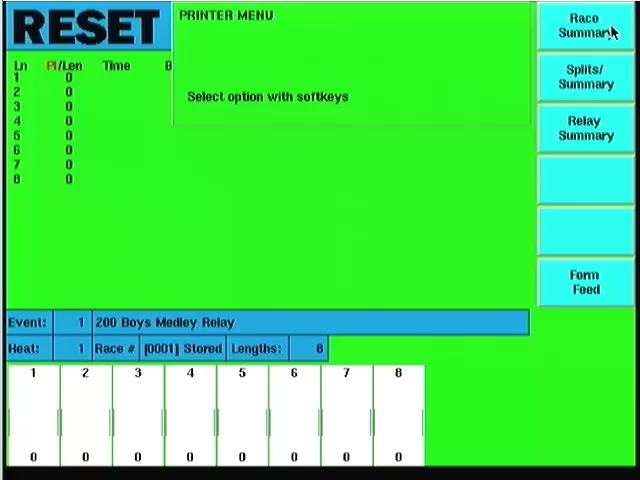 RESET
PRINTER MENU
Select option with softkeys
Ln Pl/Len Time B
1 0
2 0
3 0
4 0
5 0
6 0
7 0
8 0
Race
Summary
Splits/
Summary
Relay
Summary
Form
Feed
Event: 1 200 Boys Medley Relay
Heat: 1 Race # [0001] Stored Lengths: 8
1 2 3 4 5 6 7 8
0 0 0 0 0 0 0 0